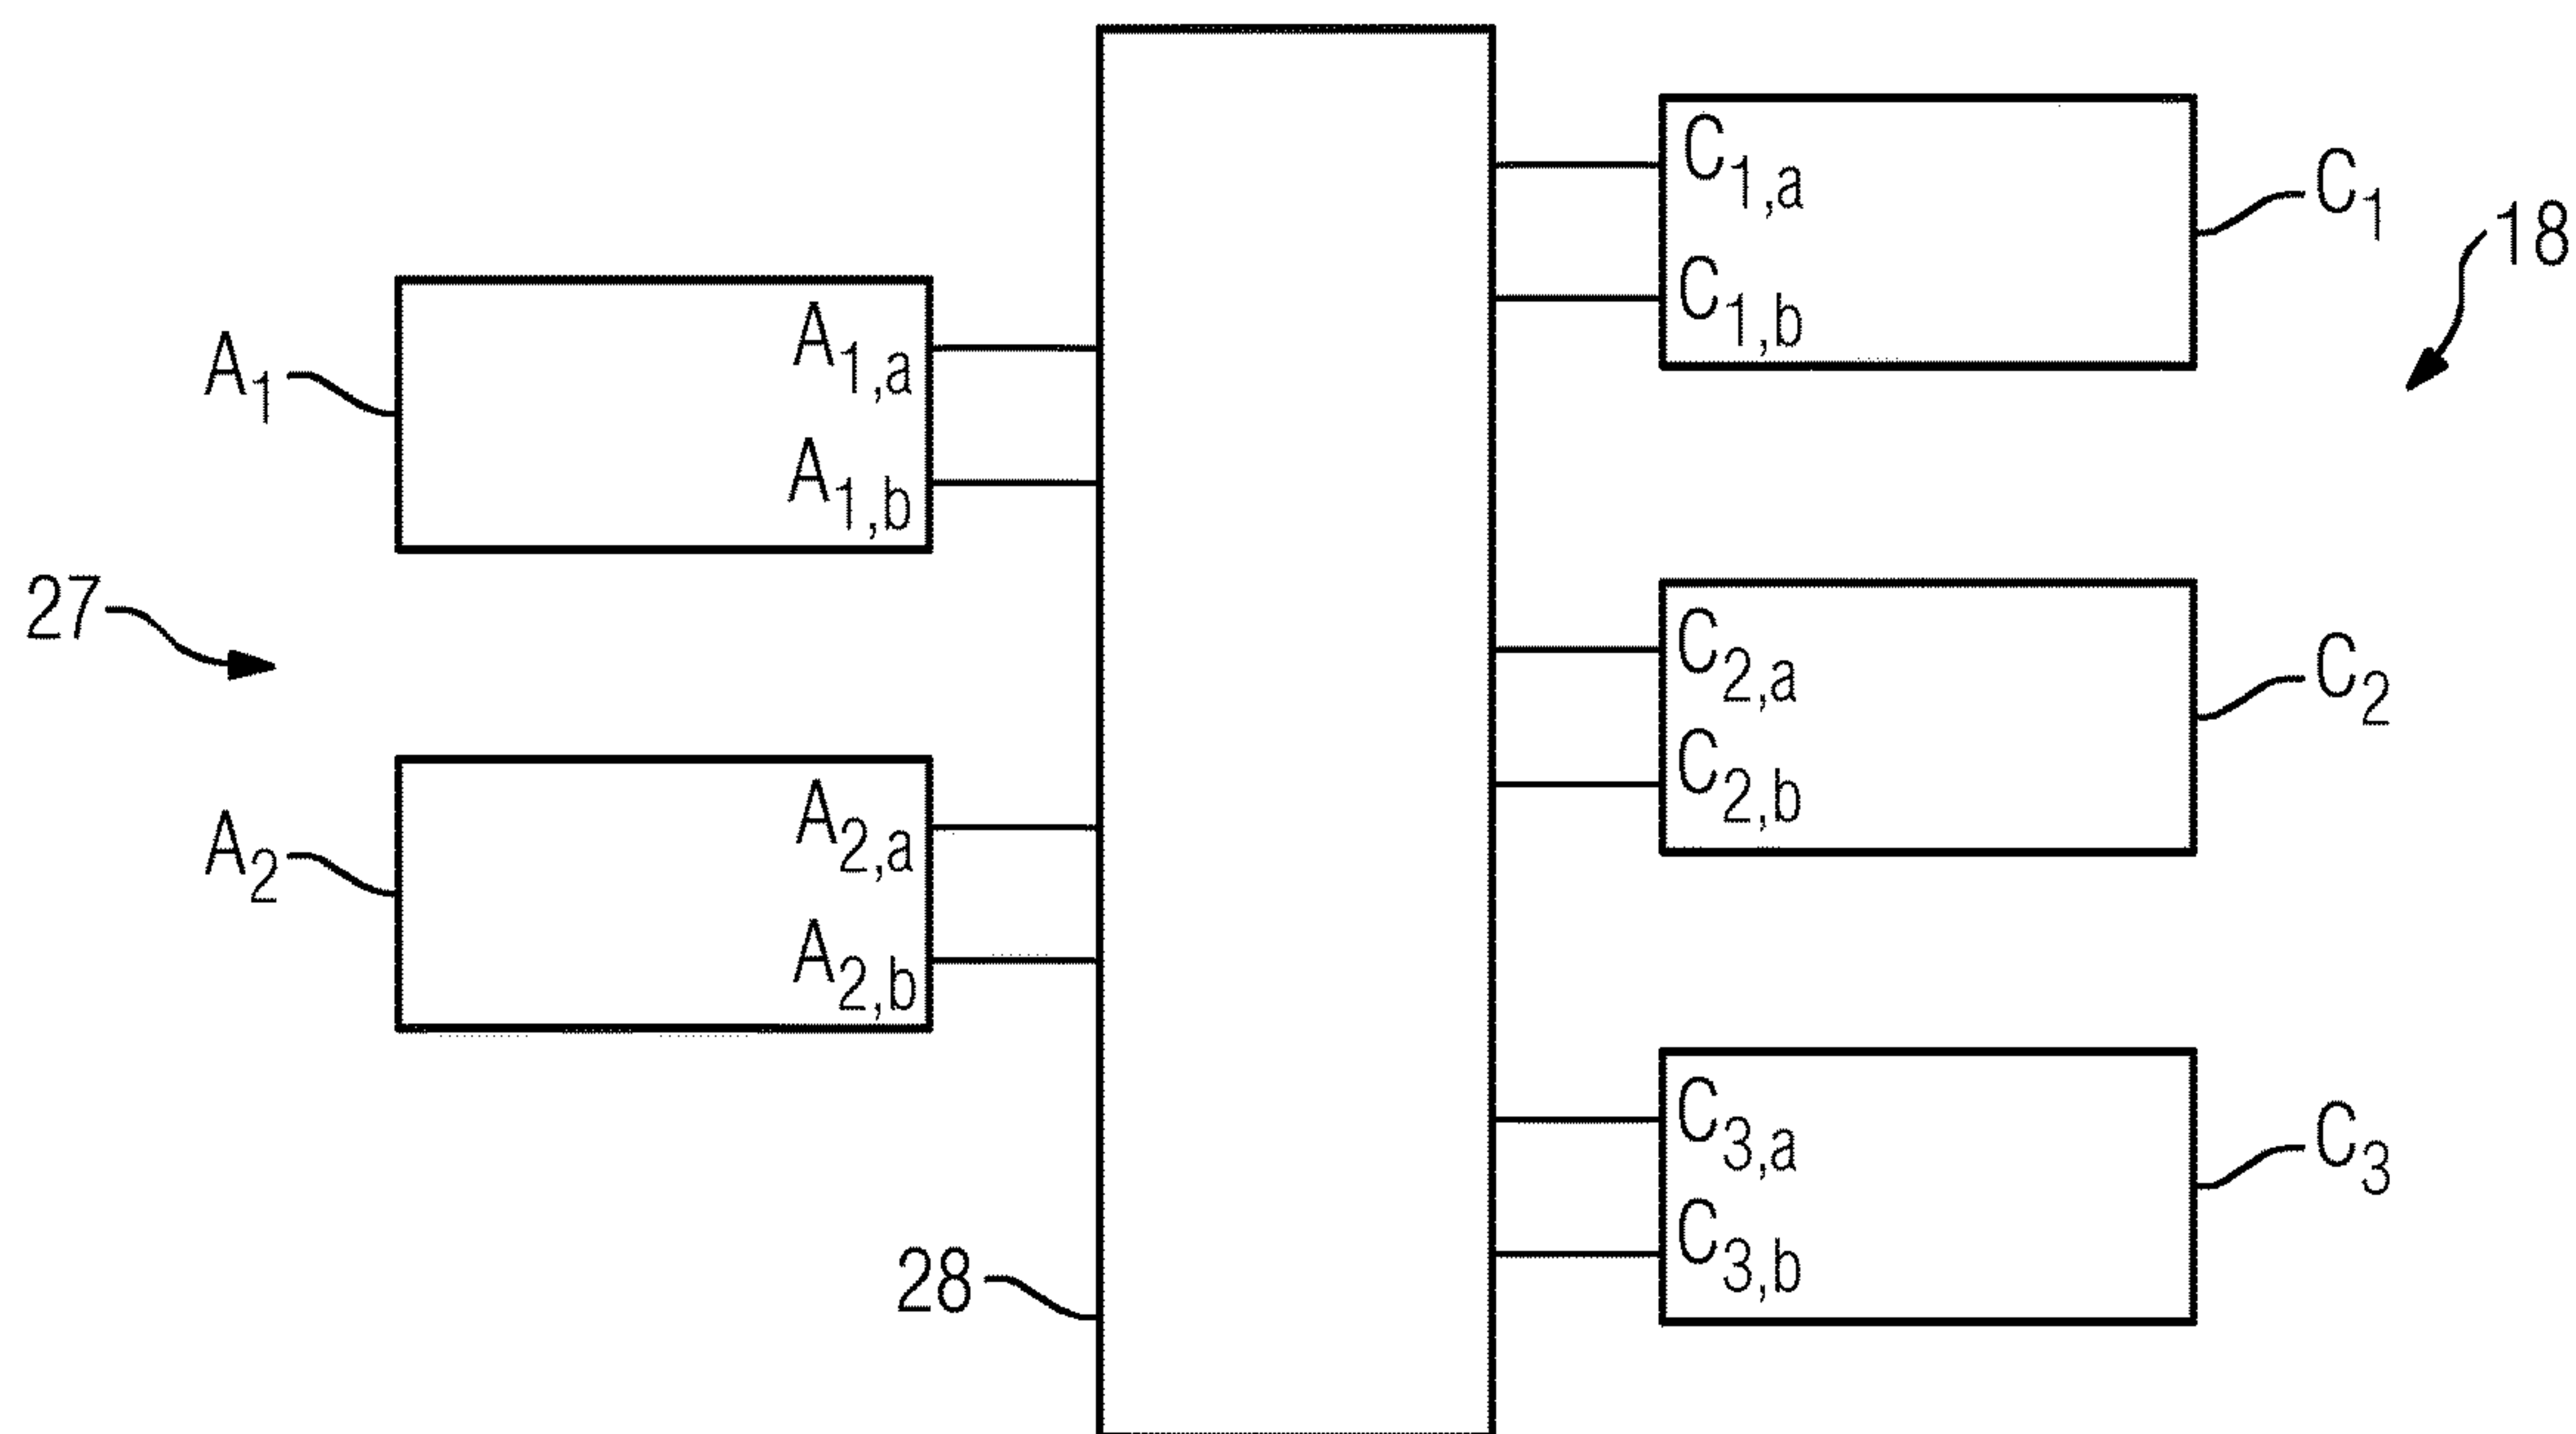 C1,a
C1
18
C1,b
A1,a
A1
A1,b
27
C2,a
C2
C2,b
A2,a
A2
A2,b
C3,a
C3
C3,b
28